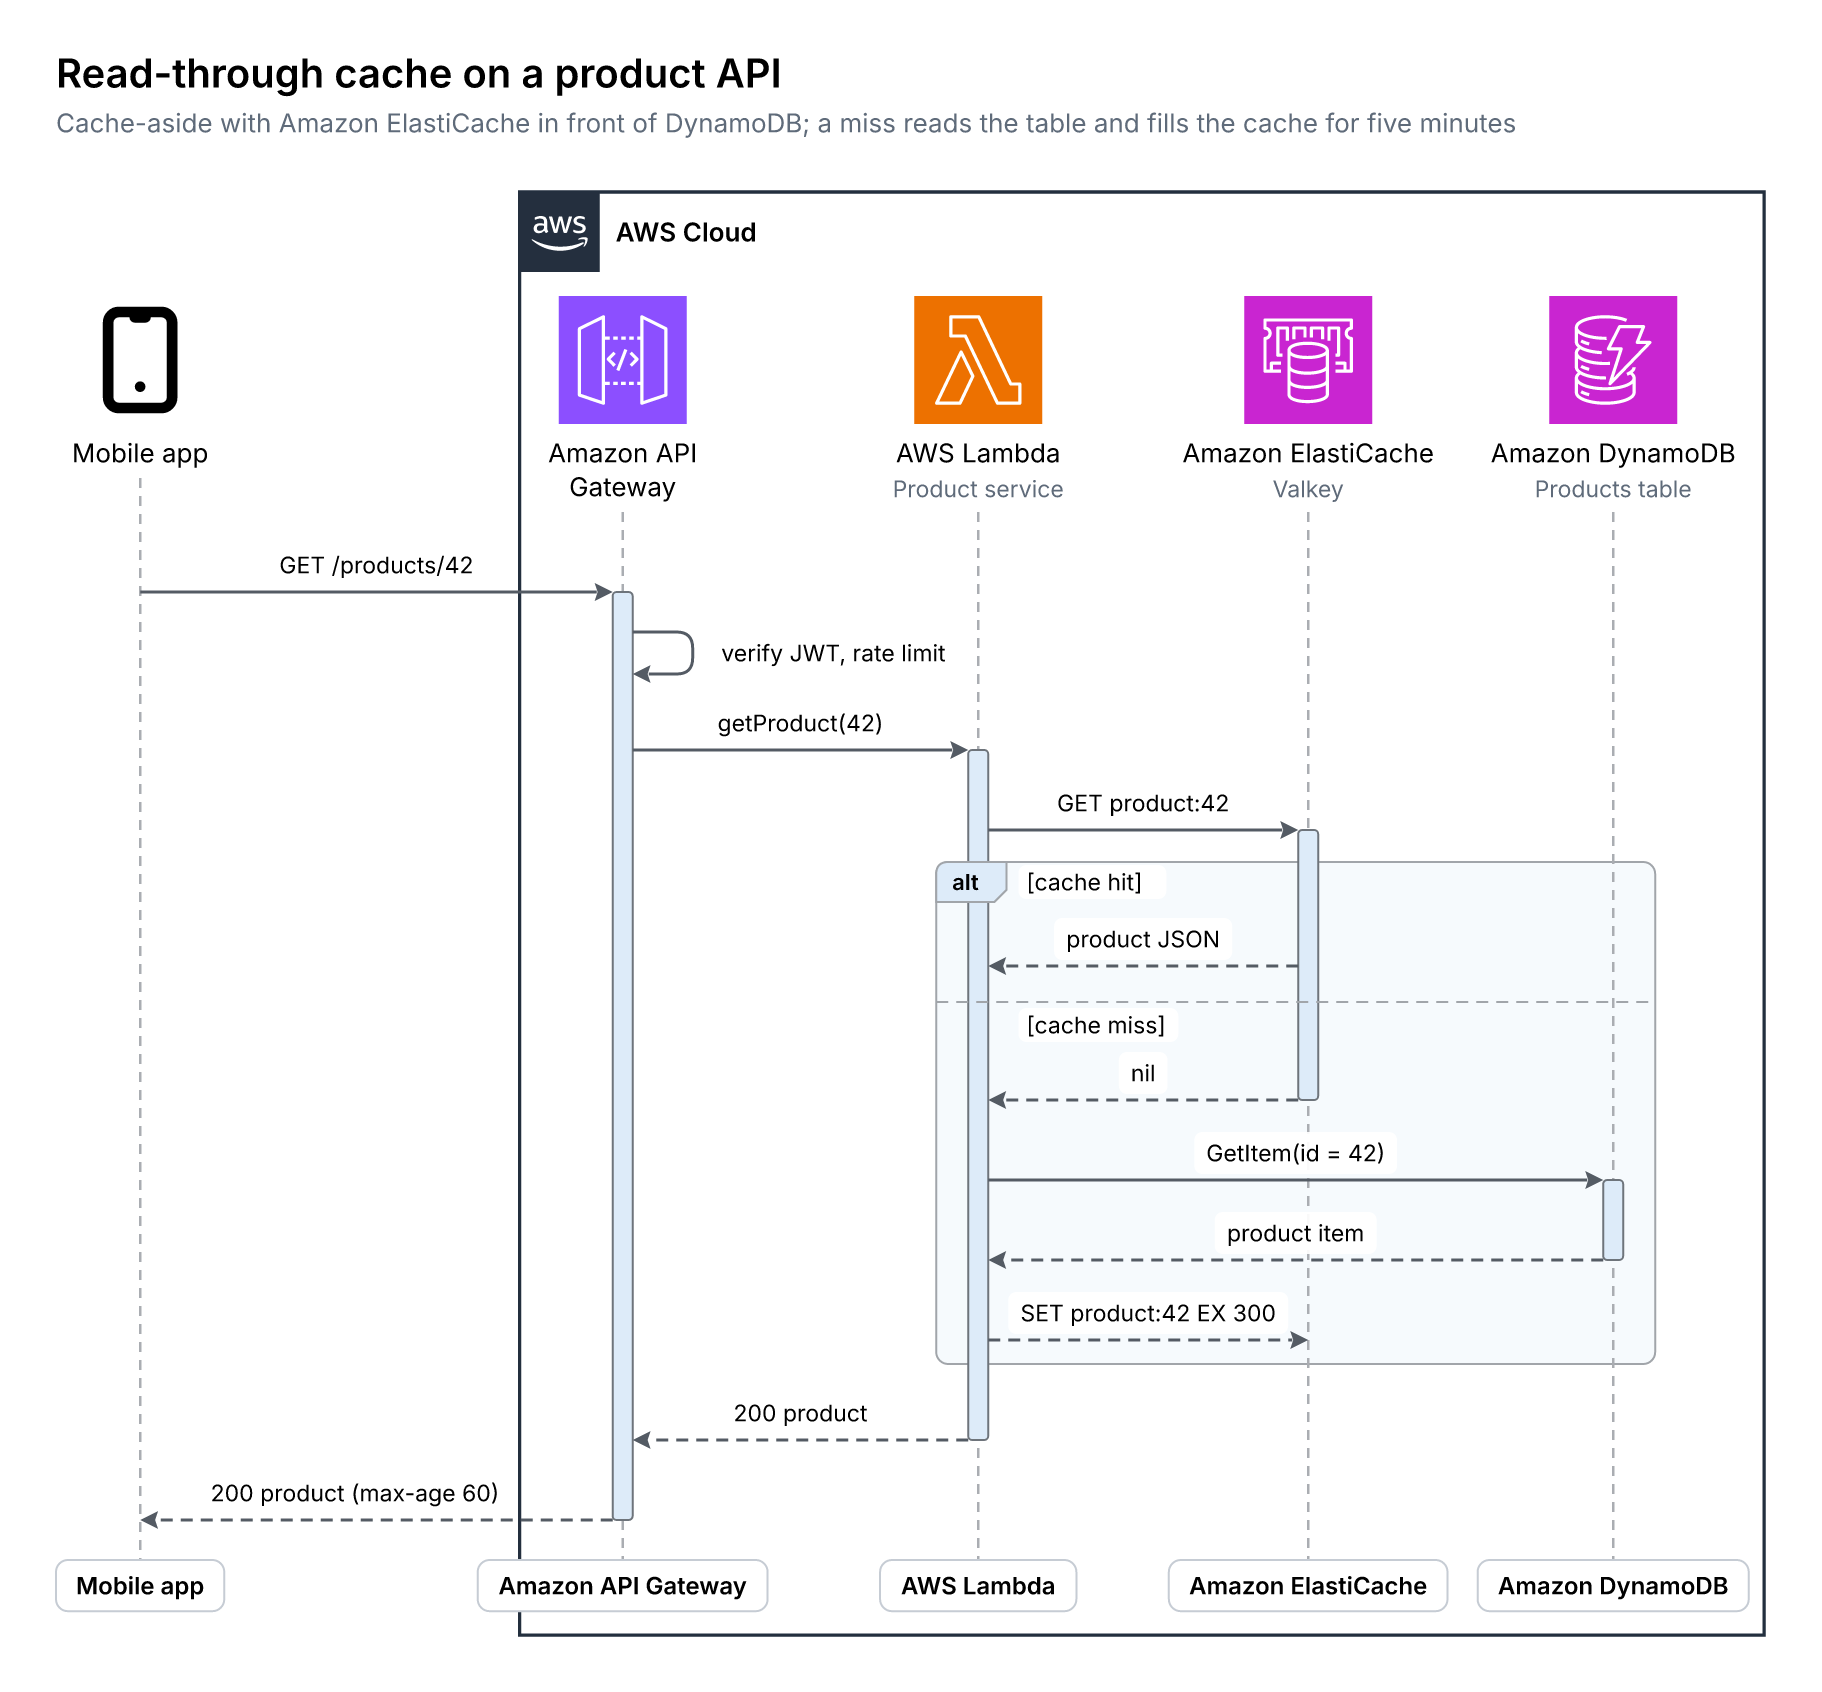 Read-through cache on a product API
Cache-aside with Amazon ElastiCache in front of DynamoDB; a miss reads the table and fills the cache for five minutes
aws
AWS Cloud
Mobile app
Amazon API
Gateway
AWS Lambda
Product service
Amazon ElastiCache
Valkey
Amazon DynamoDB
Products table
GET /products/42
verify JWT, rate limit
getProduct(42)
GET product:42
alt
[cache hit]
product JSON
[cache miss]
nil
GetItem(id = 42)
product item
SET product:42 EX 300
200 product
200 product (max-age 60)
Mobile app
Amazon API Gateway
AWS Lambda
Amazon ElastiCache
Amazon DynamoDB